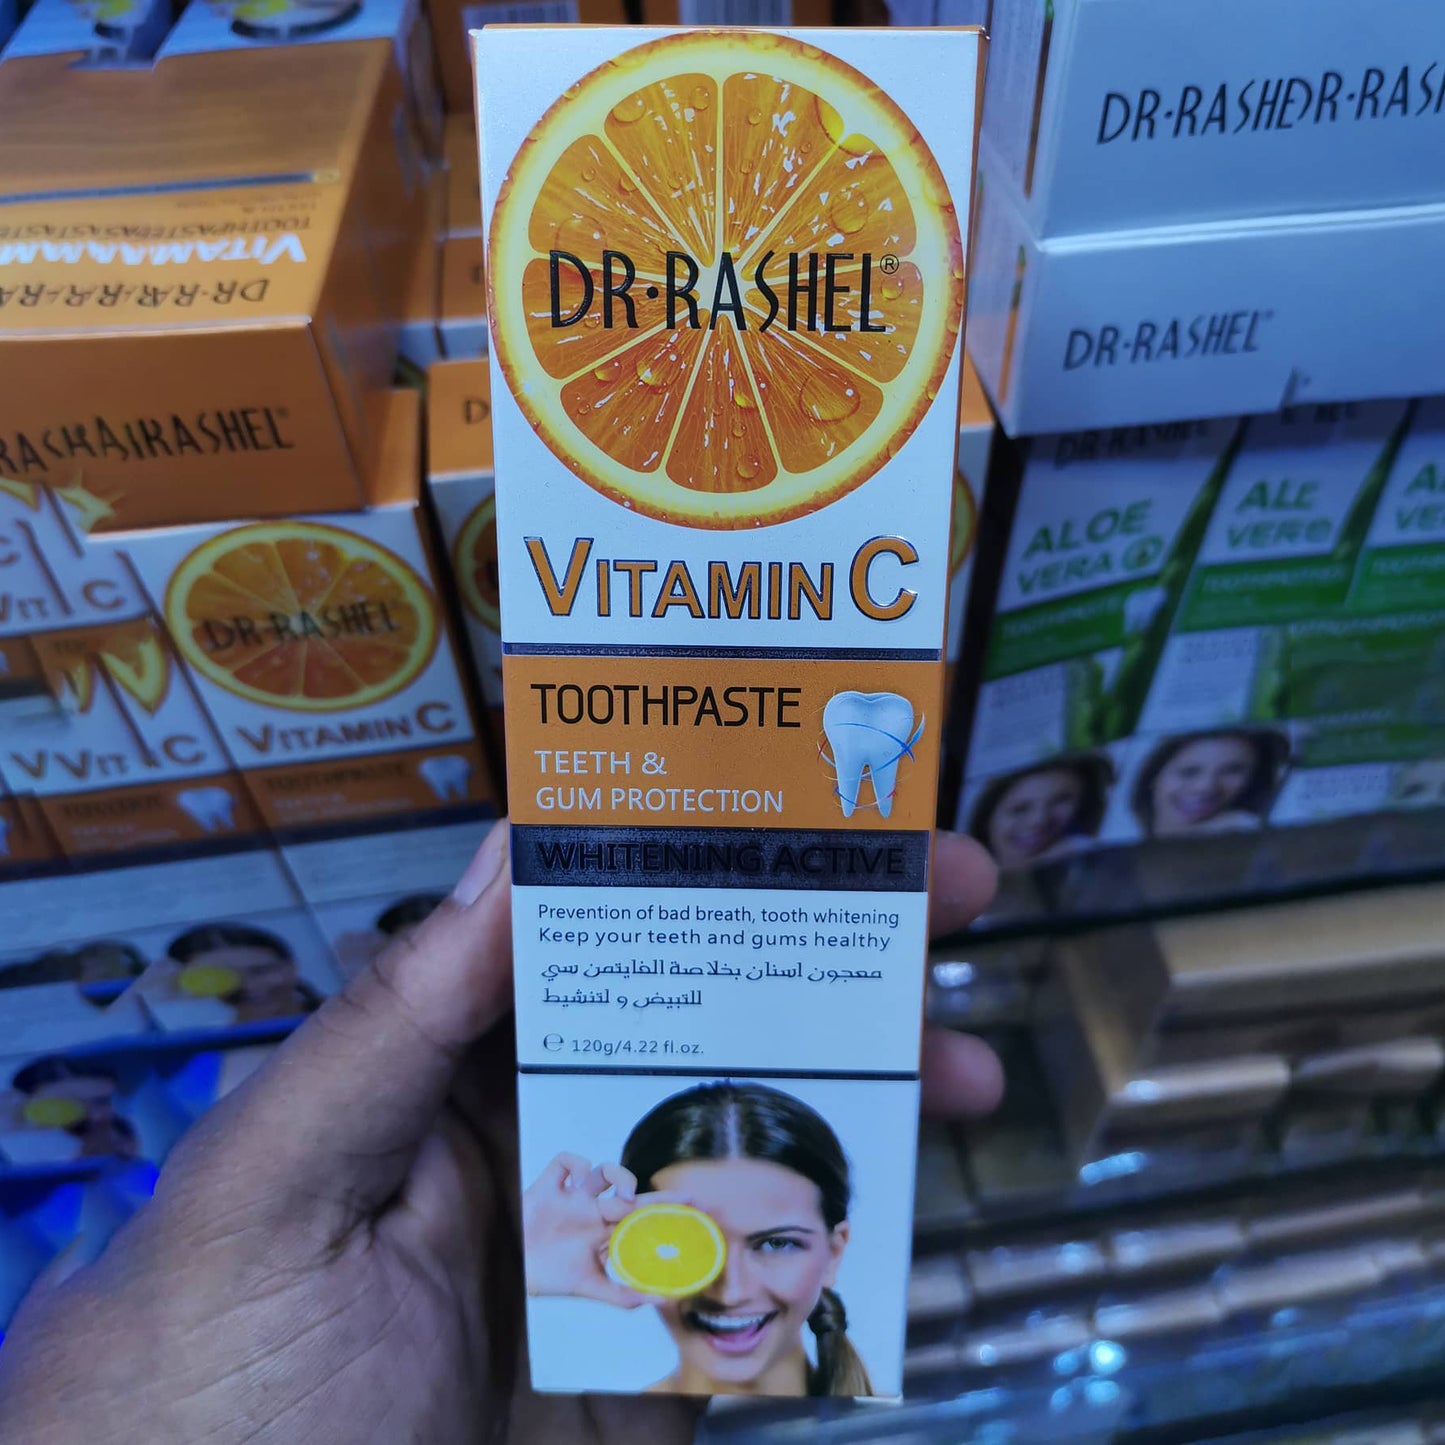 DR·RASHEL®
VITAMIN C
TOOTHPASTE
TEETH &
GUM PROTECTION
WHITENING ACTIVE
Prevention of bad breath, tooth whitening
Keep your teeth and gums healthy
معجون اسنان بخلاصة الفايتمن سي
للتبيض و لتنشيط
℮ 120g/4.22 fl.oz.
DR·RASHEL
VITAMIN C
TOOTHPASTE
DR·RASHEL
ALOE
VERA
TOOTHPASTE